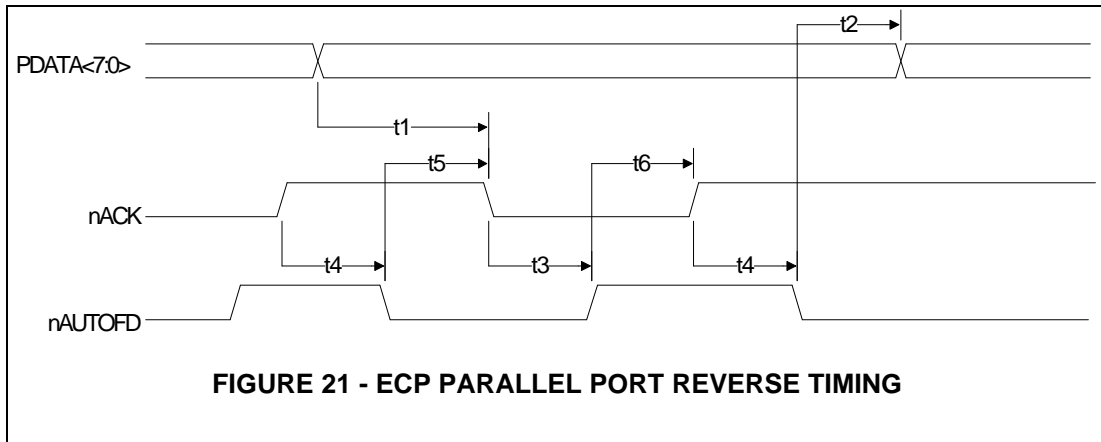 t2
PDATA<7:0>
t1
t5
t6
nACK
t4
t3
t4
nAUTOFD
FIGURE 21 - ECP PARALLEL PORT REVERSE TIMING